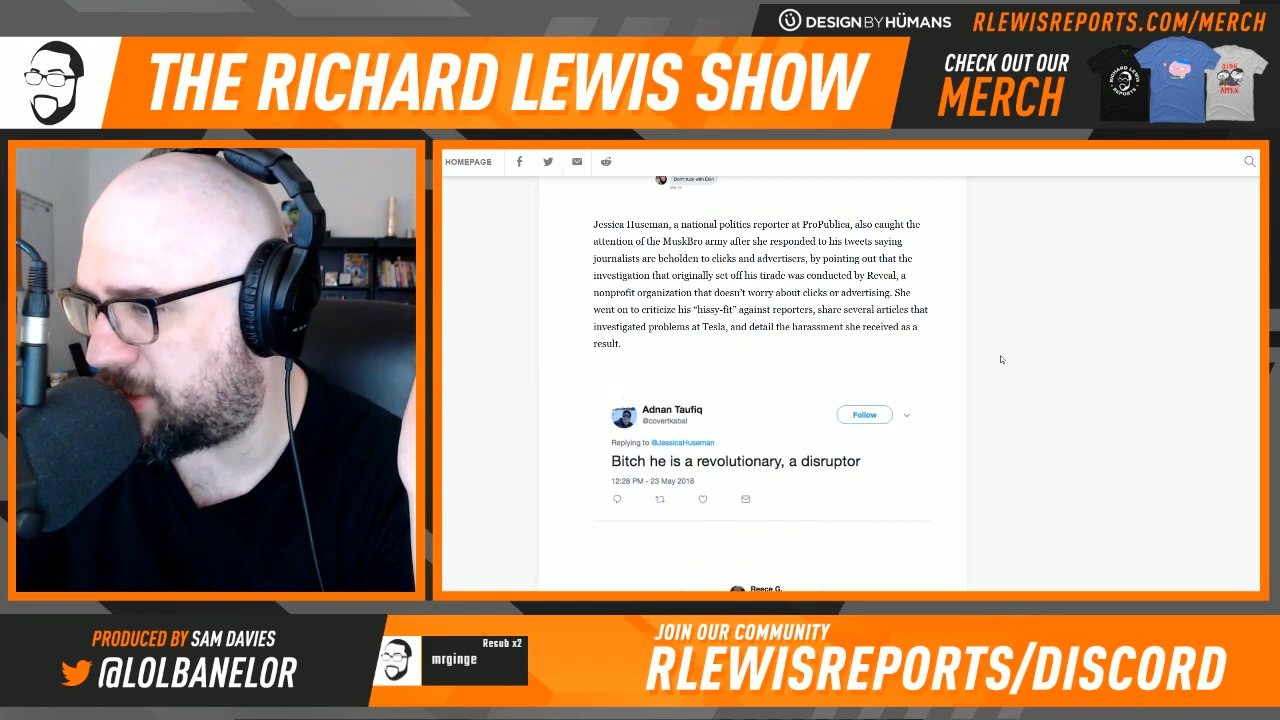 DESIGN BY HÜMANS
RLEWISREPORTS.COM/MERCH
THE RICHARD LEWIS SHOW
CHECK OUT OUR
MERCH
HOMEPAGE
Don't fuck with Elon
Jessica Huseman, a national politics reporter at ProPublica, also caught the
attention of the MuskBro army after she responded to his tweets saying
journalists are beholden to clicks and advertisers, by pointing out that the
investigation that originally set off his tirade was conducted by Reveal, a
nonprofit organization that doesn't worry about clicks or advertising. She
went on to criticize his “hissy-fit” against reporters, share several articles that
investigated problems at Tesla, and detail the harassment she received as a
result.
Adnan Taufiq
@covertkabal
Follow
Replying to @JessicaHuseman
Bitch he is a revolutionary, a disruptor
12:28 PM - 23 May 2018
Reece G.
PRODUCED BY SAM DAVIES
@LOLBANELOR
Resub x2
mrginge
JOIN OUR COMMUNITY
RLEWISREPORTS/DISCORD